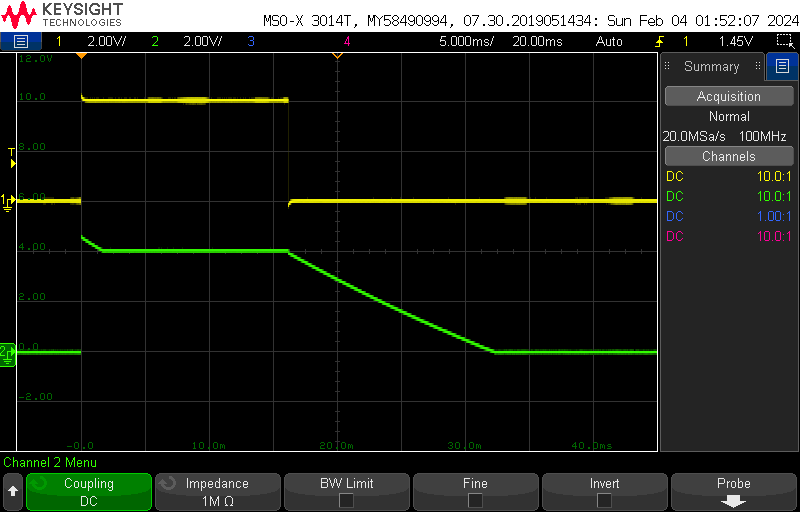 KEYSIGHT
TECHNOLOGIES
MSO-X 3014T, MY58490994, 07.30.2019051434: Sun Feb 04 01:52:07 2024
1 2.00V/ 2 2.00V/ 3 4 5.000ms/ 20.00ms Auto 1 1.45V
12.0V
10.0
8.00
6.00
4.00
2.00
0.0
-2.00
T
1
2
-0.0 10.0m 20.0m 30.0m 40.0ms
Summary
Acquisition
Normal
20.0MSa/s 100MHz
Channels
DC 10.0:1
DC 10.0:1
DC 1.00:1
DC 10.0:1
Channel 2 Menu
Coupling
DC
Impedance
1M Ω
BW Limit
Fine
Invert
Probe